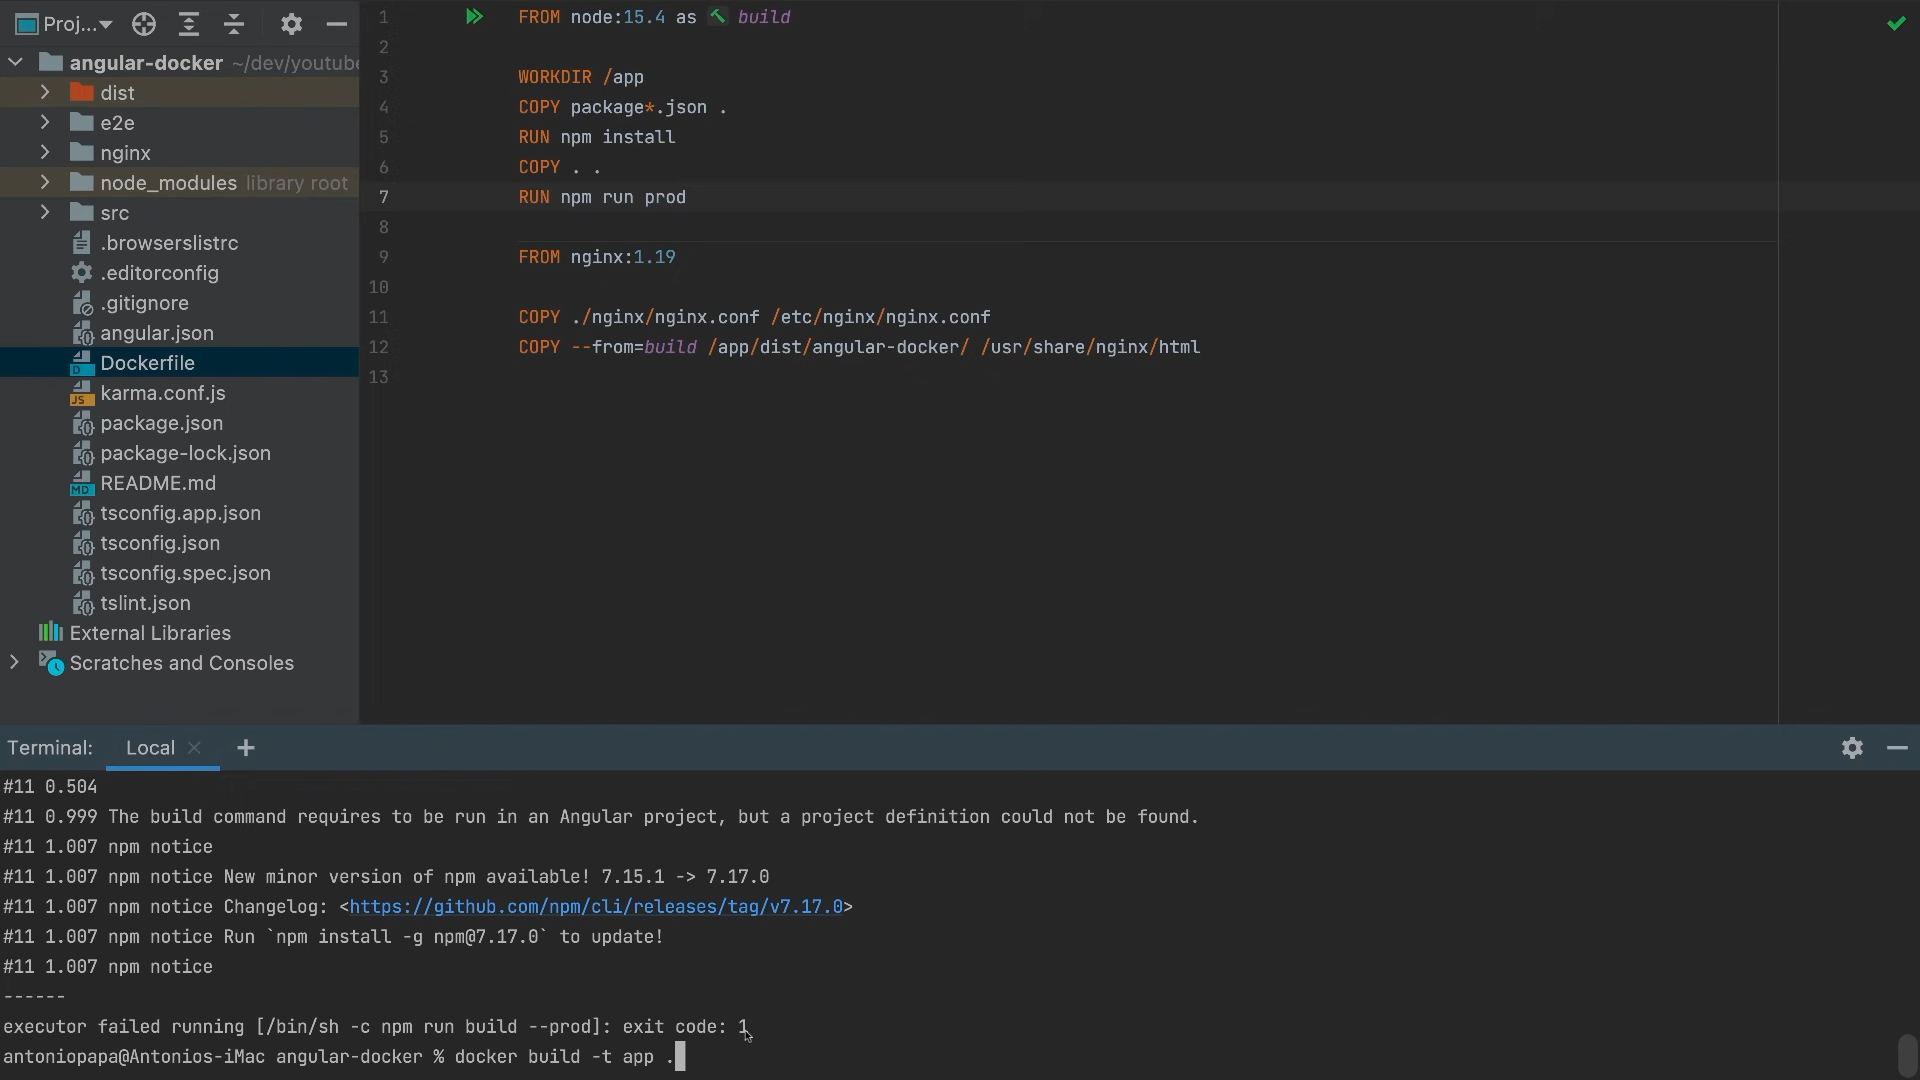 Proj...
angular-docker ~/dev/youtube
dist
e2e
nginx
node_modules library root
src
.browserslistrc
.editorconfig
.gitignore
angular.json
Dockerfile
karma.conf.js
package.json
package-lock.json
README.md
tsconfig.app.json
tsconfig.json
tsconfig.spec.json
tslint.json
External Libraries
Scratches and Consoles
1 FROM node:15.4 as build
2
3 WORKDIR /app
4 COPY package*.json .
5 RUN npm install
6 COPY . .
7 RUN npm run prod
8
9 FROM nginx:1.19
10
11 COPY ./nginx/nginx.conf /etc/nginx/nginx.conf
12 COPY --from=build /app/dist/angular-docker/ /usr/share/nginx/html
13
Terminal: Local
#11 0.504
#11 0.999 The build command requires to be run in an Angular project, but a project definition could not be found.
#11 1.007 npm notice
#11 1.007 npm notice New minor version of npm available! 7.15.1 -> 7.17.0
#11 1.007 npm notice Changelog: <https://github.com/npm/cli/releases/tag/v7.17.0>
#11 1.007 npm notice Run `npm install -g npm@7.17.0` to update!
#11 1.007 npm notice
------
executor failed running [/bin/sh -c npm run build --prod]: exit code: 1
antoniopapa@Antonios-iMac angular-docker % docker build -t app .